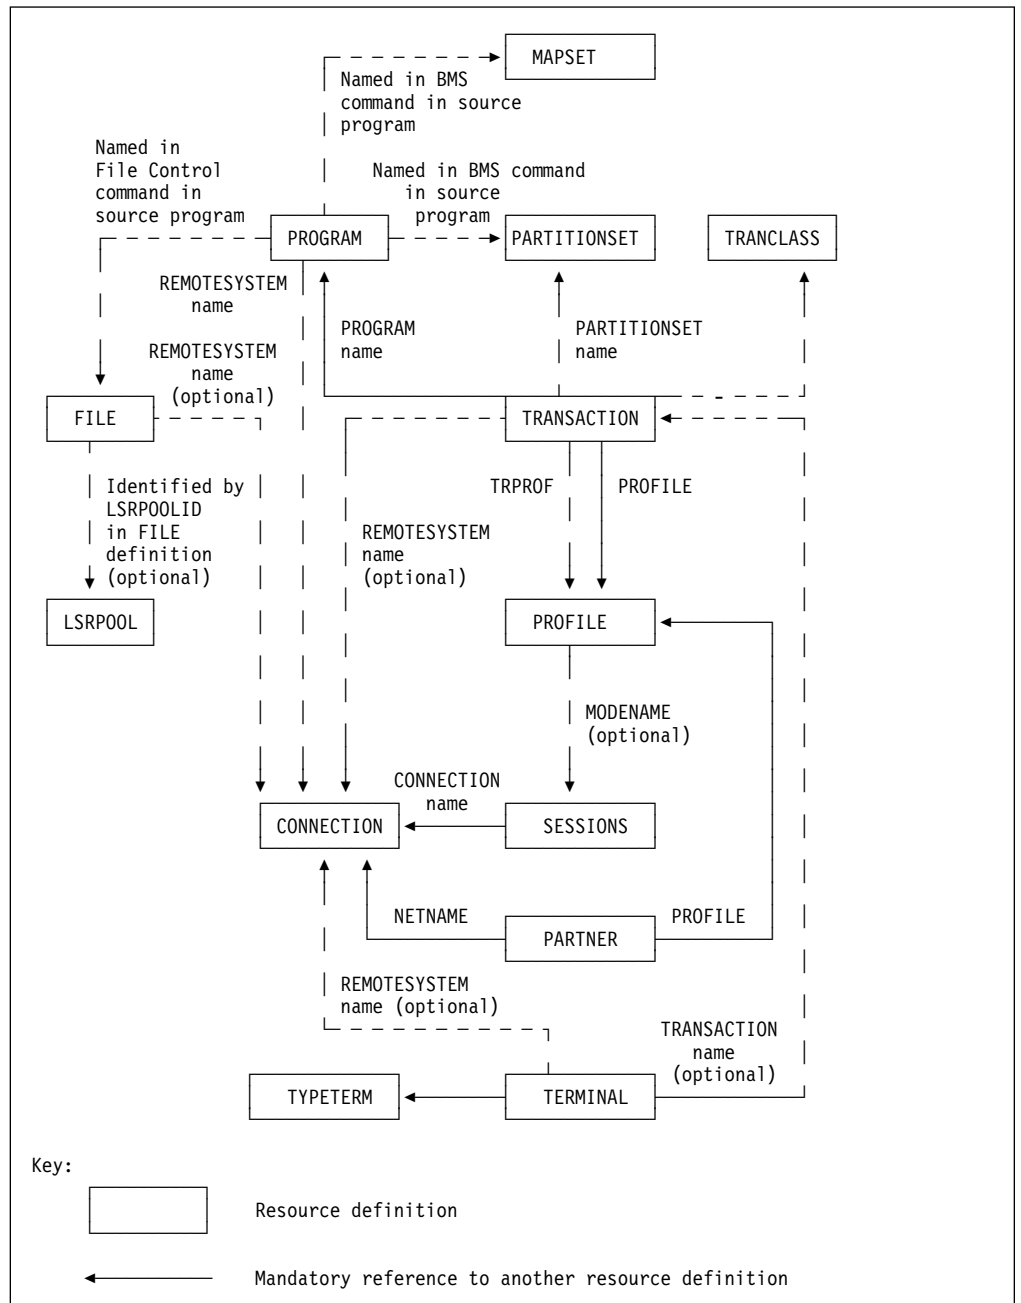 MAPSET
Named in BMS
command in source
program
Named in
File Control
command in
source program
Named in BMS command
in source
program
PROGRAM
PARTITIONSET
TRANCLASS
REMOTESYSTEM
name
PROGRAM
name
PARTITIONSET
name
REMOTESYSTEM
name
(optional)
FILE
TRANSACTION
Identified by
LSRPOOLID
in FILE
definition
(optional)
TRPROF
PROFILE
REMOTESYSTEM
name
(optional)
LSRPOOL
PROFILE
MODENAME
(optional)
CONNECTION
name
CONNECTION
SESSIONS
NETNAME
PARTNER
PROFILE
REMOTESYSTEM
name (optional)
TRANSACTION
name
(optional)
TYPETERM
TERMINAL
Key:
Resource definition
Mandatory reference to another resource definition